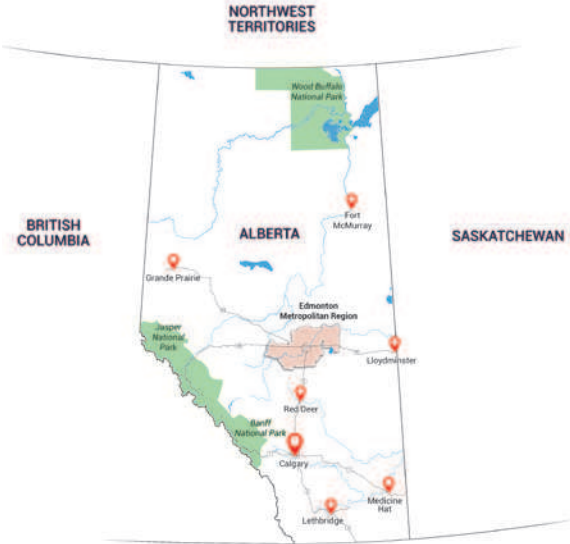 NORTHWEST
TERRITORIES
Wood Buffalo
National Park
Fort
McMurray
BRITISH
COLUMBIA
ALBERTA
SASKATCHEWAN
Grande Prairie
Edmonton
Metropolitan Region
Jasper
National
Park
Lloydminster
Red Deer
Banff
National Park
Calgary
Medicine
Hat
Lethbridge